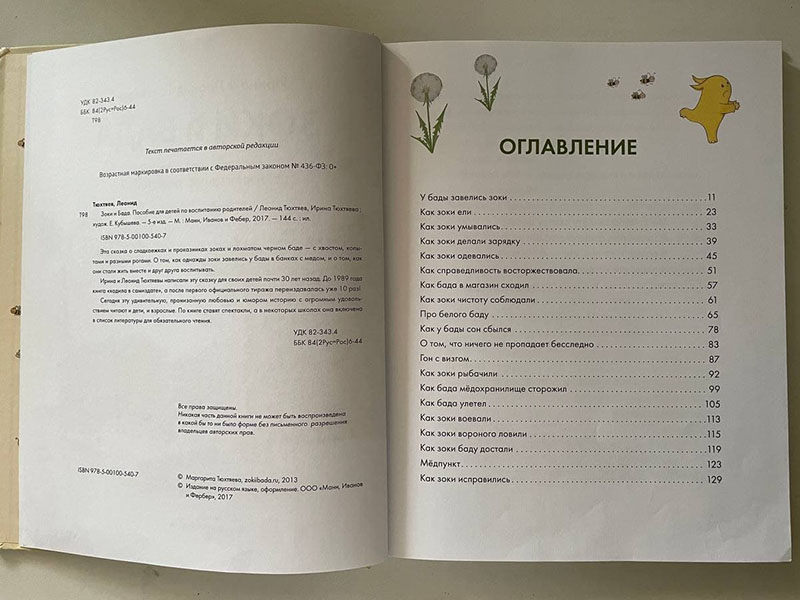 УДК 82-343.4
ББК 84(2Рус=Рос)6-44
Т98
Текст печатается в авторской редакции
Возрастная маркировка в соответствии с Федеральным законом № 436-ФЗ: 0+
Тюхтяев, Леонид
Т98 Зоки и Бада. Пособие для детей по воспитанию родителей / Леонид Тюхтяев, Ирина Тюхтяева ;
худож. Е. Кубышева. — 5-е изд. — М. : Манн, Иванов и Фербер, 2017. — 144 с. : ил.
ISBN 978-5-00100-540-7
Эта сказка о сладкоежках и проказниках зоках и лохматом черном баде — с хвостом, копы-
тами и разными рогами. О том, как однажды зоки завелись у бады в банках с медом, и о том, как
они стали жить вместе и друг друга воспитывать.
Ирина и Леонид Тюхтяевы написали эту сказку для своих детей почти 30 лет назад. До 1989 года
книга «ходила в самиздате», а после первого официального тиража переиздавалась уже 10 раз!
Сегодня эту удивительную, пронизанную любовью и юмором историю с огромным удоволь-
ствием читают и дети, и взрослые. По книге ставят спектакли, а в некоторых школах она включена
в список литературы для обязательного чтения.
УДК 82-343.4
ББК 84(2Рус=Рос)6-44
Все права защищены.
Никакая часть данной книги не может быть воспроизведена
в какой бы то ни было форме без письменного разрешения
владельцев авторских прав.
ISBN 978-5-00100-540-7
© Маргарита Тюхтяева, zokiibada.ru, 2013
© Издание на русском языке, оформление. ООО «Манн, Иванов
и Фербер», 2017
ОГЛАВЛЕНИЕ
У бады завелись зоки 11
Как зоки ели 23
Как зоки умывались 33
Как зоки делали зарядку 39
Как зоки одевались 45
Как справедливость восторжествовала 51
Как бада в магазин сходил 57
Как зоки чистоту соблюдали 61
Про белого баду 65
Как у бады сон сбылся 78
О том, что ничего не пропадает бесследно 83
Гон с визгом 87
Как зоки рыбачили 92
Как бада мёдохранилище сторожил 99
Как бада улетел 105
Как зоки воевали 113
Как зоки вороного ловили 115
Как зоки баду достали 119
Мёдпункт 123
Как зоки исправились 129